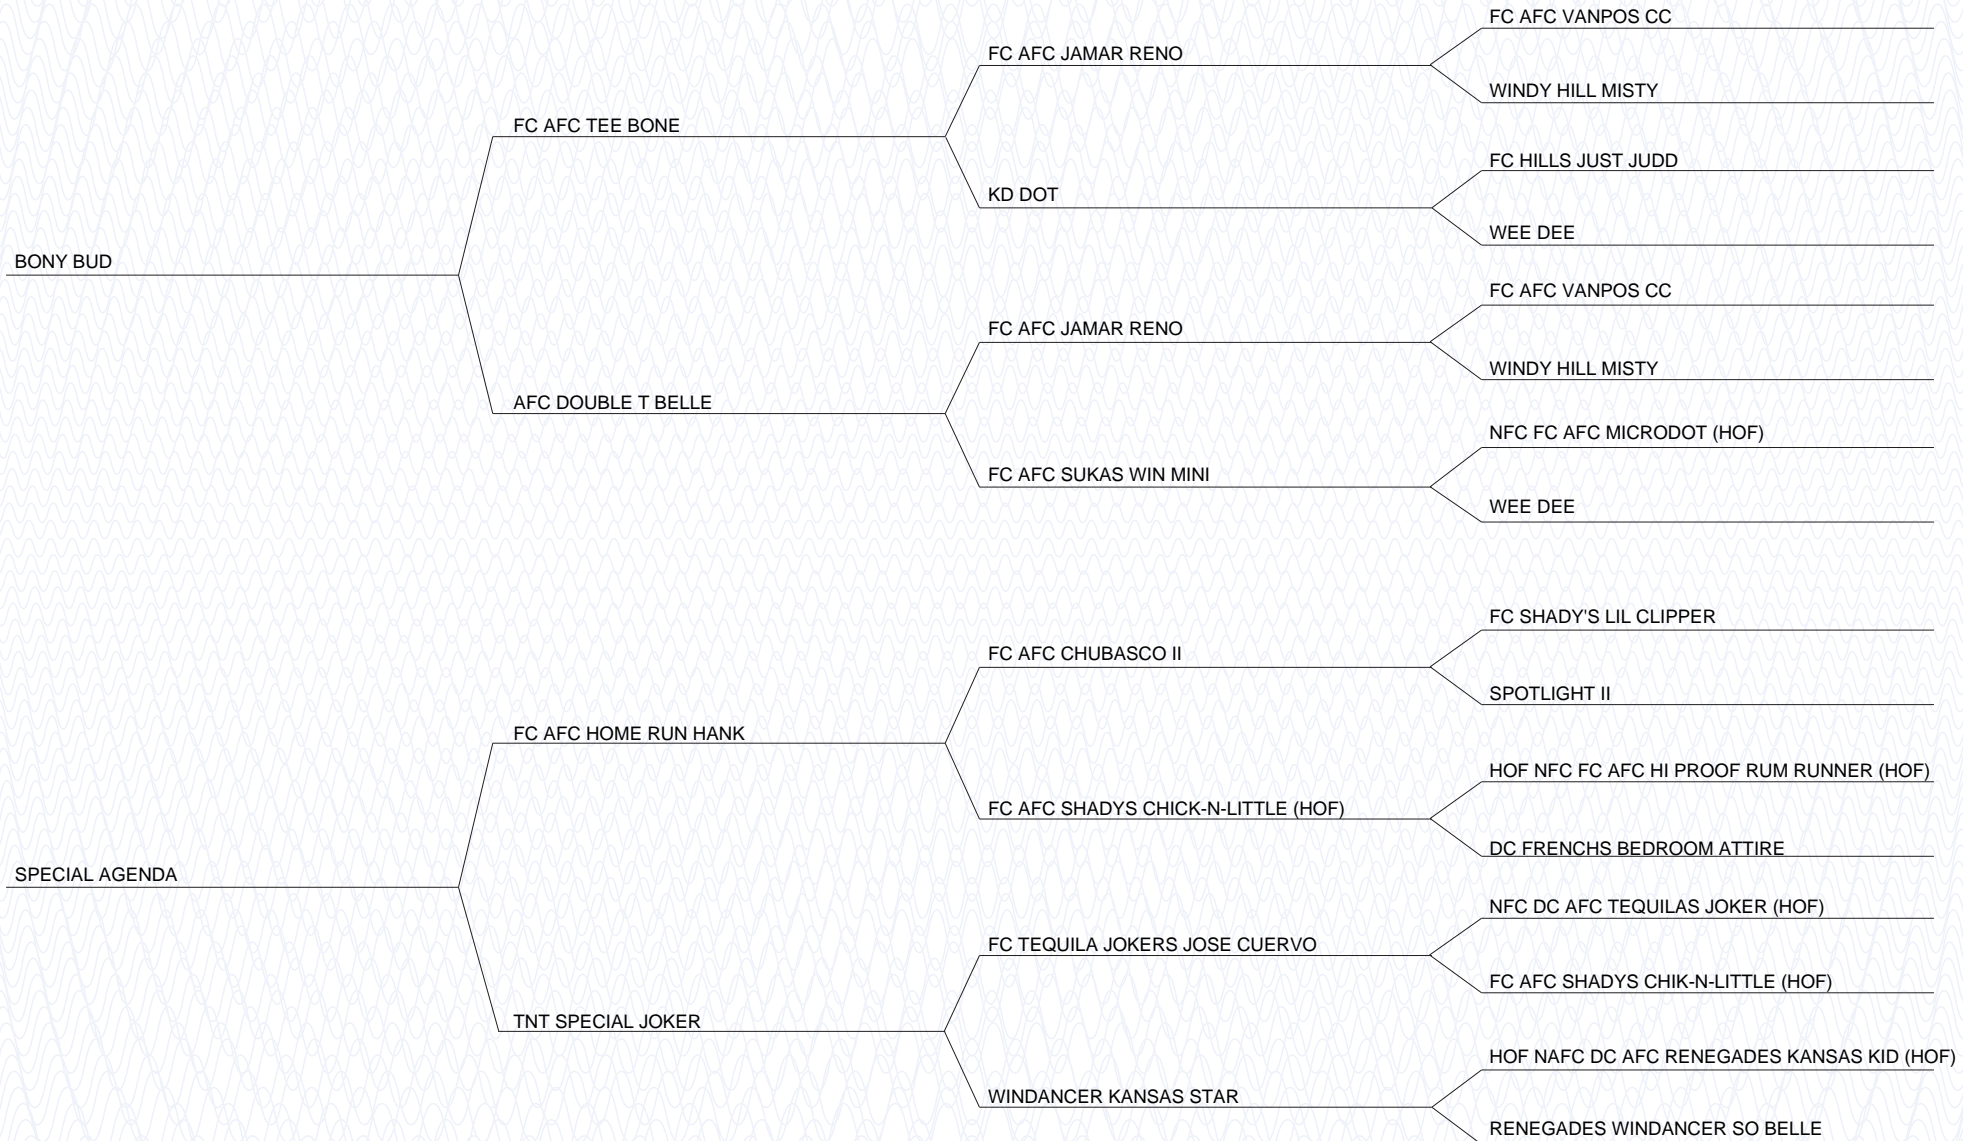 FC AFC VANPOS CC
FC AFC JAMAR RENO
WINDY HILL MISTY
FC AFC TEE BONE
FC HILLS JUST JUDD
KD DOT
WEE DEE
BONY BUD
FC AFC VANPOS CC
FC AFC JAMAR RENO
WINDY HILL MISTY
AFC DOUBLE T BELLE
NFC FC AFC MICRODOT (HOF)
FC AFC SUKAS WIN MINI
WEE DEE
FC SHADY'S LIL CLIPPER
FC AFC CHUBASCO II
SPOTLIGHT II
FC AFC HOME RUN HANK
HOF NFC FC AFC HI PROOF RUM RUNNER (HOF)
FC AFC SHADYS CHICK-N-LITTLE (HOF)
DC FRENCHS BEDROOM ATTIRE
SPECIAL AGENDA
NFC DC AFC TEQUILAS JOKER (HOF)
FC TEQUILA JOKERS JOSE CUERVO
FC AFC SHADYS CHIK-N-LITTLE (HOF)
TNT SPECIAL JOKER
HOF NAFC DC AFC RENEGADES KANSAS KID (HOF)
WINDANCER KANSAS STAR
RENEGADES WINDANCER SO BELLE